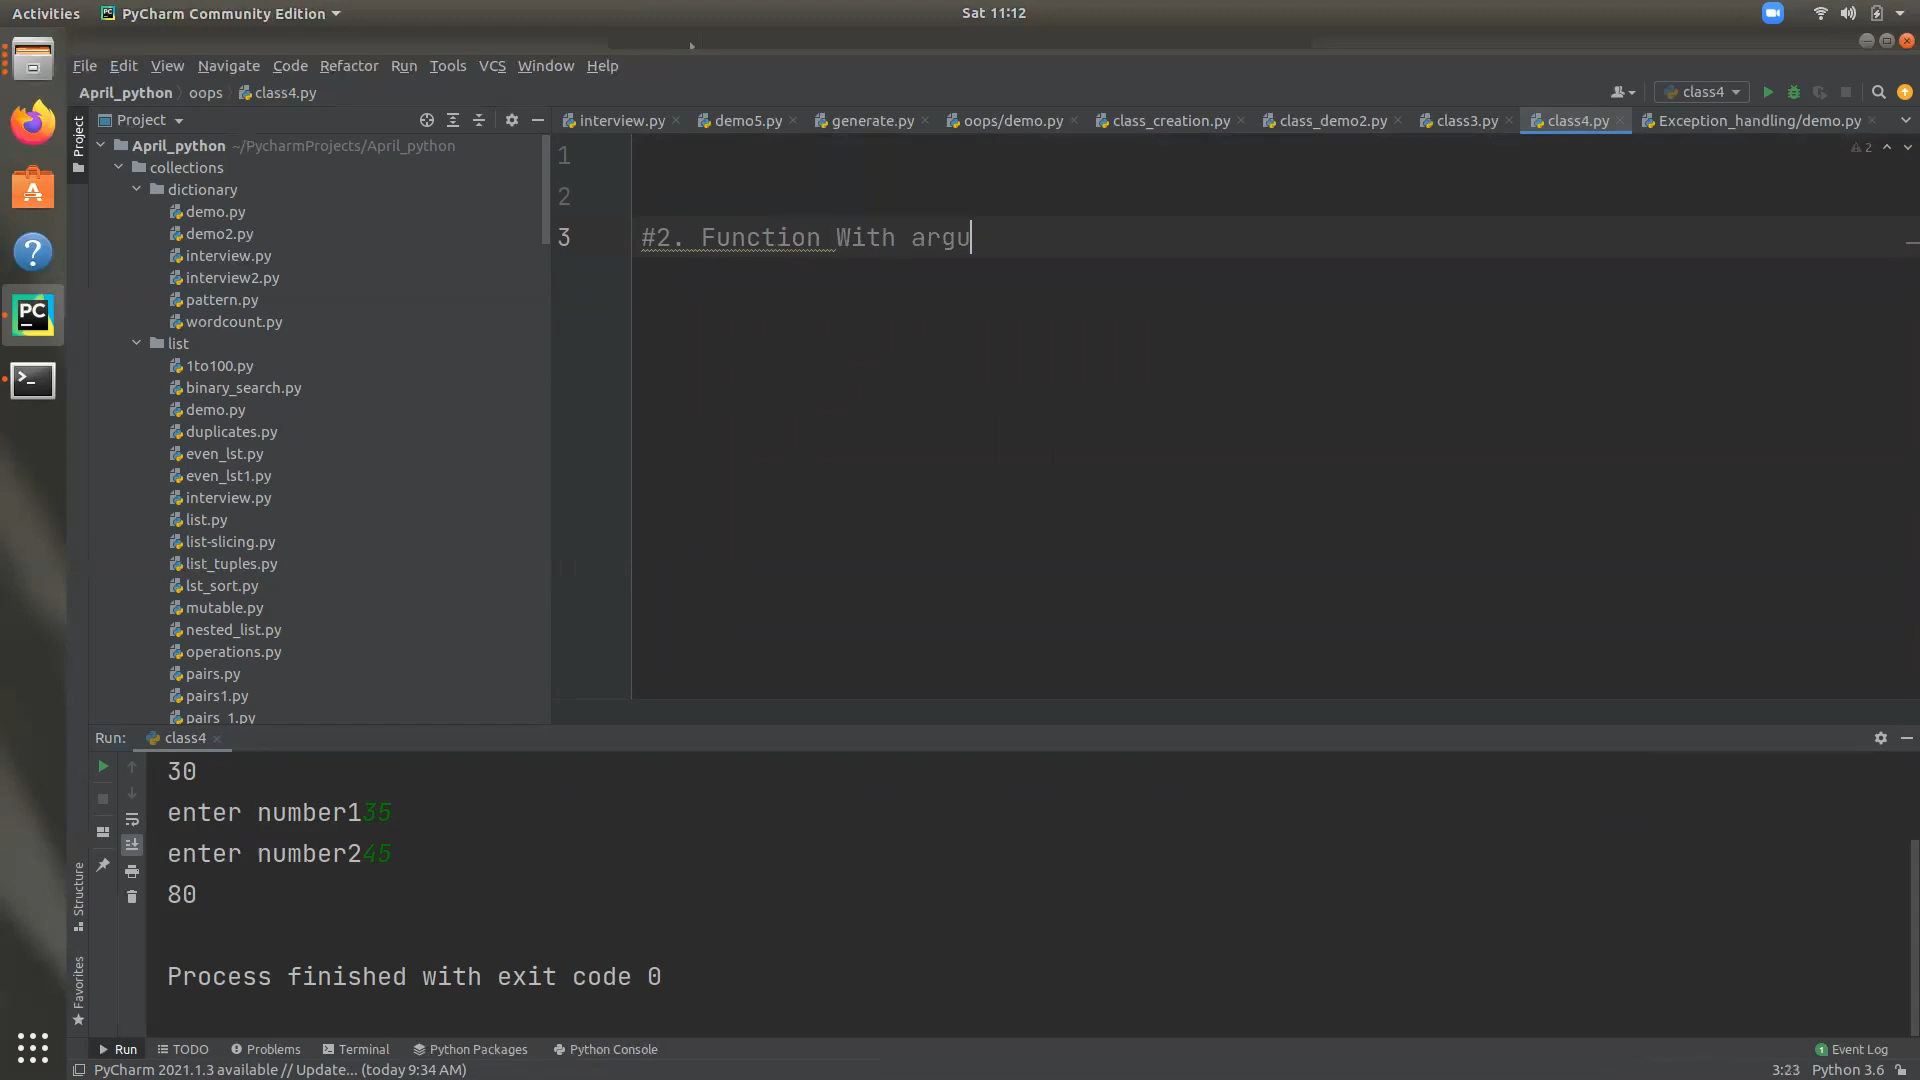 Activities PyCharm Community Edition Sat 11:12
File Edit View Navigate Code Refactor Run Tools VCS Window Help
April_python oops class4.py class4
Project interview.py demo5.py generate.py oops/demo.py class_creation.py class_demo2.py class3.py class4.py Exception_handling/demo.py
Project
April_python ~/PycharmProjects/April_python
collections
dictionary
demo.py
demo2.py
interview.py
interview2.py
pattern.py
wordcount.py
list
1to100.py
binary_search.py
demo.py
duplicates.py
even_lst.py
even_lst1.py
interview.py
list.py
list-slicing.py
list_tuples.py
lst_sort.py
mutable.py
nested_list.py
operations.py
pairs.py
pairs1.py
pairs_1.py
1
2
3 #2. Function With argu
2
Run: class4
30
enter number135
enter number245
80
Process finished with exit code 0
Structure
Favorites
Run TODO Problems Terminal Python Packages Python Console 1 Event Log
PyCharm 2021.1.3 available // Update... (today 9:34 AM) 3:23 Python 3.6